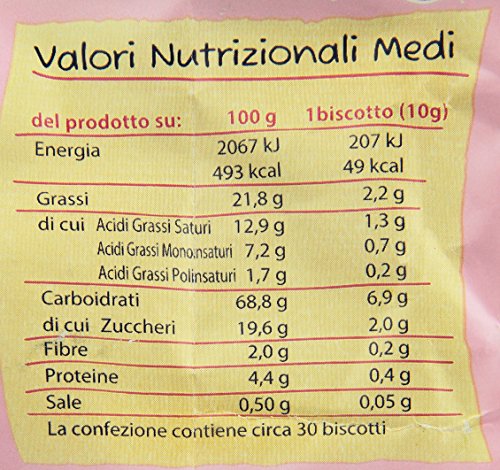 Valori Nutrizionali Medi
del prodotto su: 100 g 1biscotto (10g)
Energia 2067 kJ 207 kJ
493 kcal 49 kcal
Grassi 21,8 g 2,2 g
di cui Acidi Grassi Saturi 12,9 g 1,3 g
Acidi Grassi Monoinsaturi 7,2 g 0,7 g
Acidi Grassi Polinsaturi 1,7 g 0,2 g
Carboidrati 68,8 g 6,9 g
di cui Zuccheri 19,6 g 2,0 g
Fibre 2,0 g 0,2 g
Proteine 4,4 g 0,4 g
Sale 0,50 g 0,05 g
La confezione contiene circa 30 biscotti